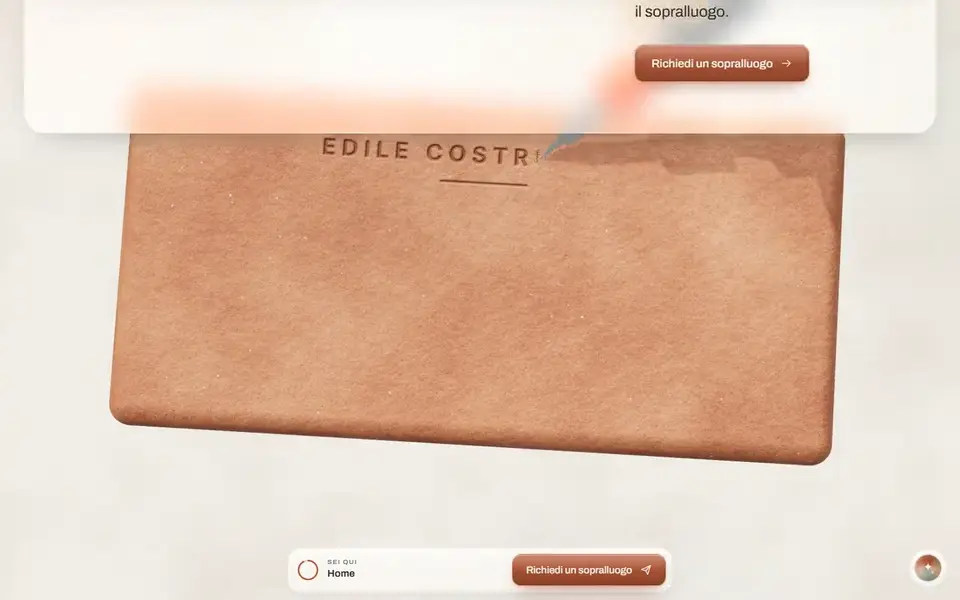 il sopralluogo.
Richiedi un sopralluogo
EDILE COSTR
SEI QUI
Home
Richiedi un sopralluogo